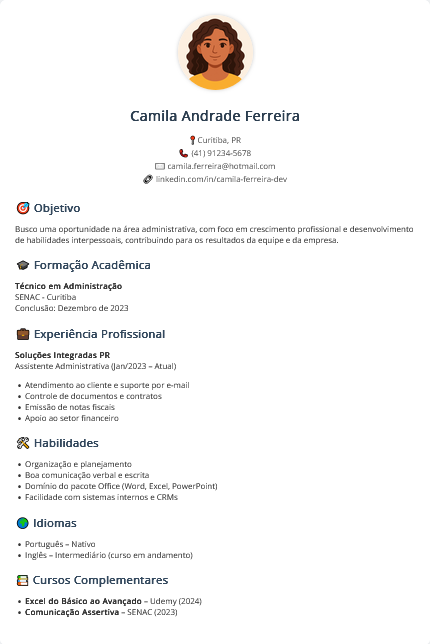 Camila Andrade Ferreira
Curitiba, PR
(41) 91234-5678
camila.ferreira@hotmail.com
linkedin.com/in/camila-ferreira-dev
Objetivo
Busco uma oportunidade na área administrativa, com foco em crescimento profissional e desenvolvimento
de habilidades interpessoais, contribuindo para os resultados da equipe e da empresa.
Formação Acadêmica
Técnico em Administração
SENAC - Curitiba
Conclusão: Dezembro de 2023
Experiência Profissional
Soluções Integradas PR
Assistente Administrativa (Jan/2023 – Atual)
• Atendimento ao cliente e suporte por e-mail
• Controle de documentos e contratos
• Emissão de notas fiscais
• Apoio ao setor financeiro
Habilidades
• Organização e planejamento
• Boa comunicação verbal e escrita
• Domínio do pacote Office (Word, Excel, PowerPoint)
• Facilidade com sistemas internos e CRMs
Idiomas
• Português – Nativo
• Inglês – Intermediário (curso em andamento)
Cursos Complementares
• Excel do Básico ao Avançado – Udemy (2024)
• Comunicação Assertiva – SENAC (2023)